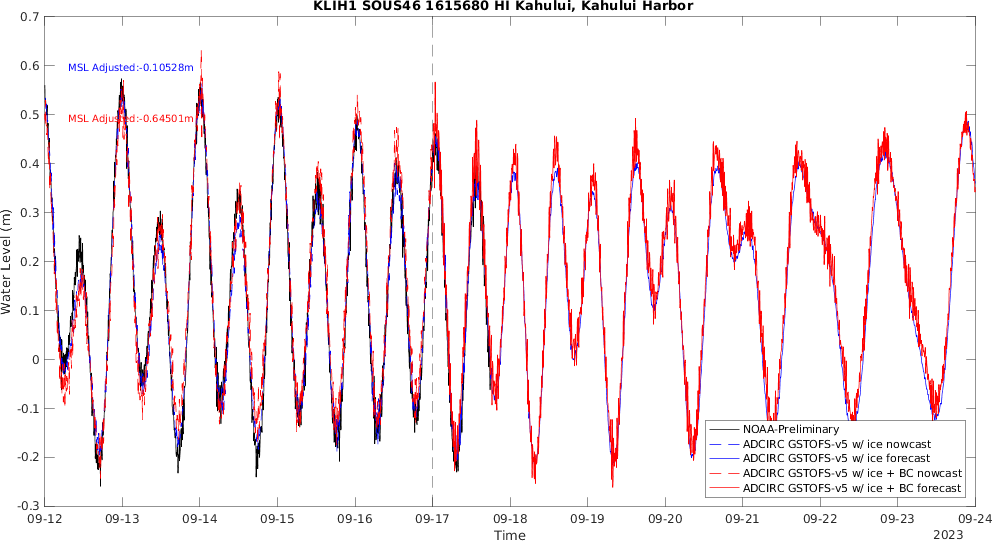 KLIH1 SOUS46 1615680 HI Kahului, Kahului Harbor
0.7
0.6
0.5
0.4
0.3
0.2
0.1
0
-0.1
-0.2
-0.3
Water Level (m)
MSL Adjusted:-0.10528m
MSL Adjusted:-0.64501m
NOAA-Preliminary
ADCIRC GSTOFS-v5 w/ ice nowcast
ADCIRC GSTOFS-v5 w/ ice forecast
ADCIRC GSTOFS-v5 w/ ice + BC nowcast
ADCIRC GSTOFS-v5 w/ ice + BC forecast
09-12 09-13 09-14 09-15 09-16 09-17 09-18 09-19 09-20 09-21 09-22 09-23 09-24
Time
2023